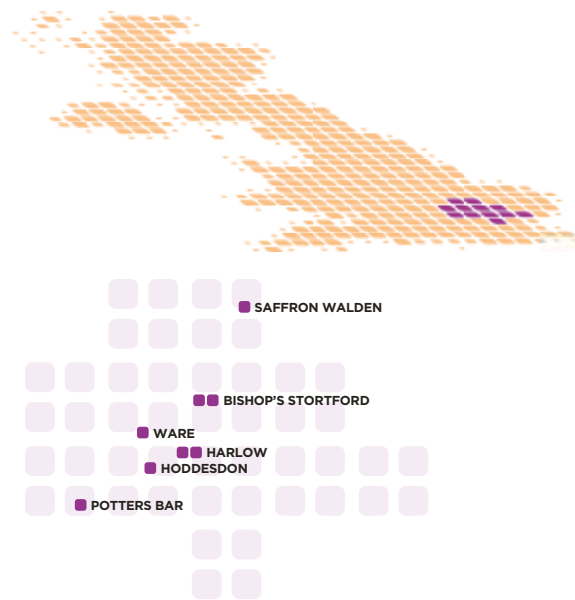 SAFFRON WALDEN
BISHOP'S STORTFORD
WARE
HARLOW
HODDESDON
POTTERS BAR